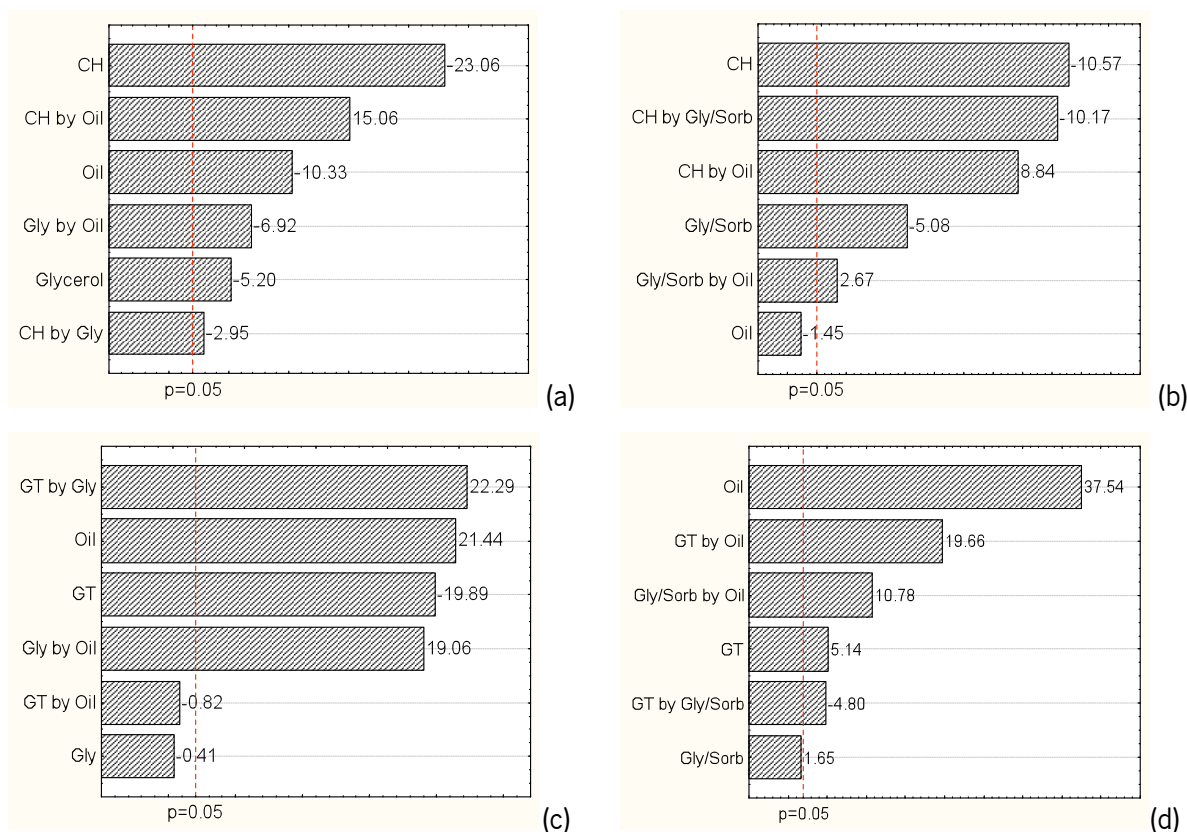 CH -23.06
CH by Oil 15.06
Oil -10.33
Gly by Oil -6.92
Glycerol -5.20
CH by Gly -2.95
p=0.05
(a)
CH -10.57
CH by Gly/Sorb -10.17
CH by Oil 8.84
Gly/Sorb -5.08
Gly/Sorb by Oil 2.67
Oil -1.45
p=0.05
(b)
GT by Gly 22.29
Oil 21.44
GT -19.89
Gly by Oil 19.06
GT by Oil -0.82
Gly -0.41
p=0.05
(c)
Oil 37.54
GT by Oil 19.66
Gly/Sorb by Oil 10.78
GT 5.14
GT by Gly/Sorb -4.80
Gly/Sorb 1.65
p=0.05
(d)